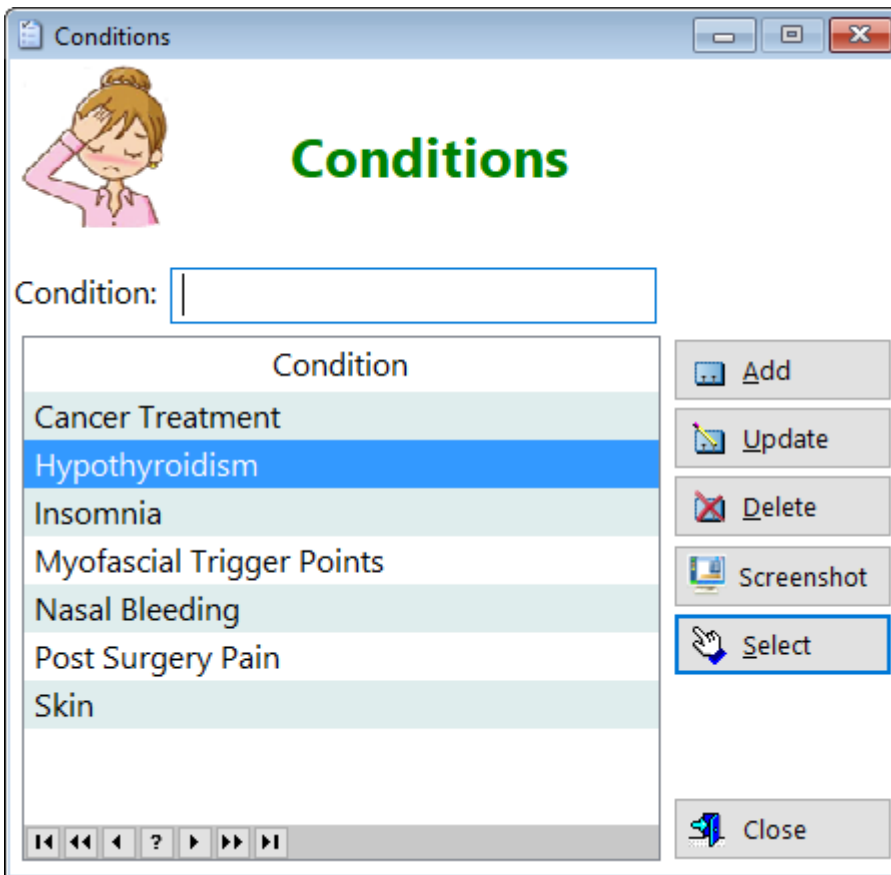 Conditions
Conditions
Condition:
Condition
Cancer Treatment
Hypothyroidism
Insomnia
Myofascial Trigger Points
Nasal Bleeding
Post Surgery Pain
Skin
Add
Update
Delete
Screenshot
Select
?
Close